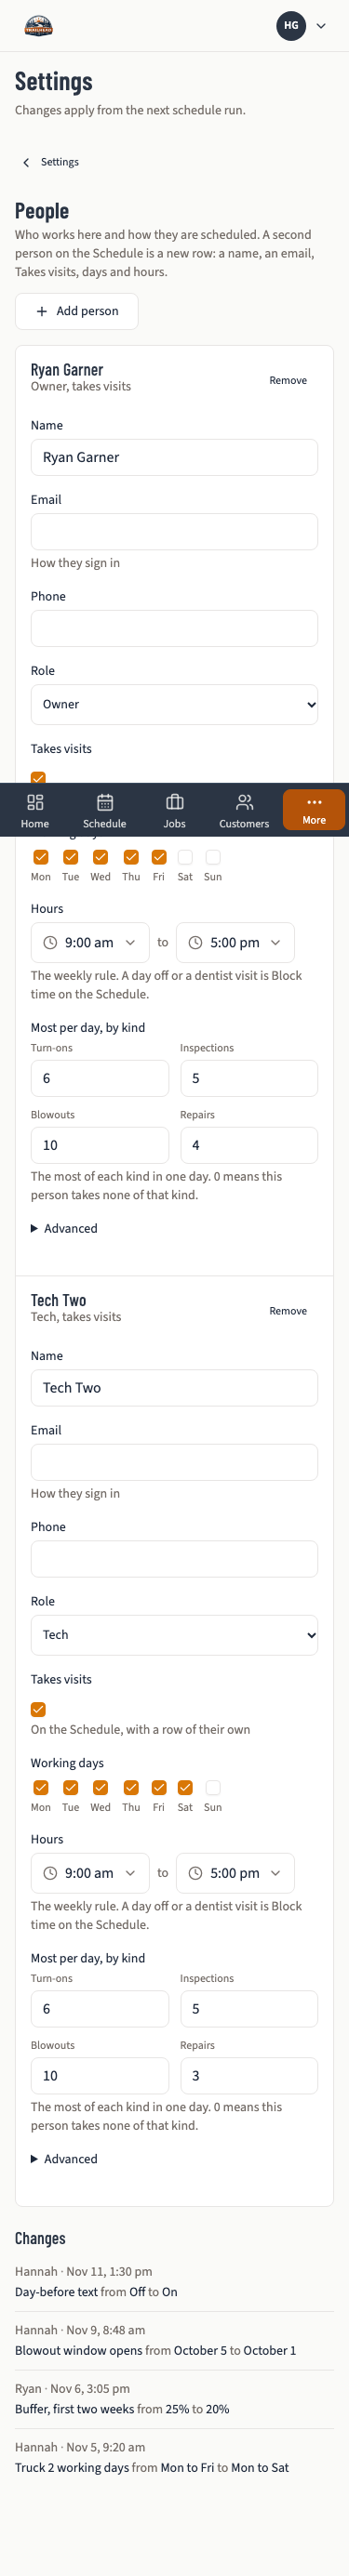 HG
Settings
Changes apply from the next schedule run.
Settings
People
Who works here and how they are scheduled. A second
person on the Schedule is a new row: a name, an email,
Takes visits, days and hours.
Add person
Ryan Garner
Owner, takes visits
Remove
Name
Ryan Garner
Email
How they sign in
Phone
Role
Owner
Takes visits
Home
Schedule
Jobs
Customers
More
Mon Tue Wed Thu Fri Sat Sun
Hours
9:00 am to 5:00 pm
The weekly rule. A day off or a dentist visit is Block
time on the Schedule.
Most per day, by kind
Turn-ons Inspections
6 5
Blowouts Repairs
10 4
The most of each kind in one day. 0 means this
person takes none of that kind.
Advanced
Tech Two
Tech, takes visits
Remove
Name
Tech Two
Email
How they sign in
Phone
Role
Tech
Takes visits
On the Schedule, with a row of their own
Working days
Mon Tue Wed Thu Fri Sat Sun
Hours
9:00 am to 5:00 pm
The weekly rule. A day off or a dentist visit is Block
time on the Schedule.
Most per day, by kind
Turn-ons Inspections
6 5
Blowouts Repairs
10 3
The most of each kind in one day. 0 means this
person takes none of that kind.
Advanced
Changes
Hannah · Nov 11, 1:30 pm
Day-before text from Off to On
Hannah · Nov 9, 8:48 am
Blowout window opens from October 5 to October 1
Ryan · Nov 6, 3:05 pm
Buffer, first two weeks from 25% to 20%
Hannah · Nov 5, 9:20 am
Truck 2 working days from Mon to Fri to Mon to Sat